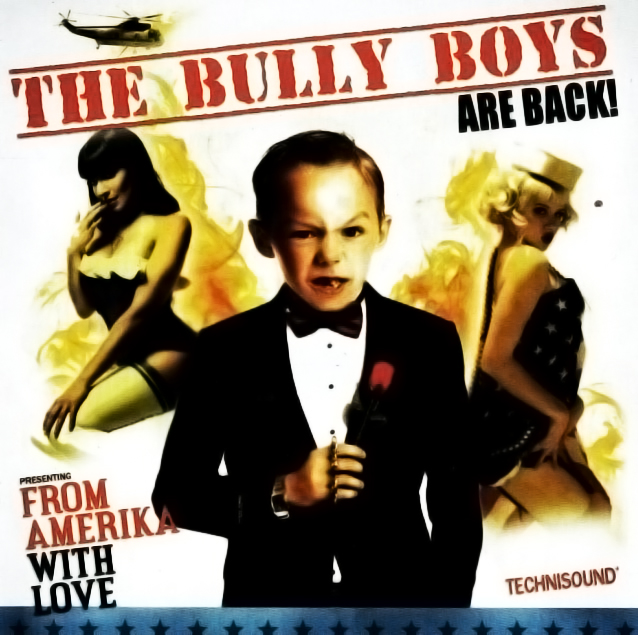 THE BULLY BOYS
ARE BACK!
PRESENTING
FROM
AMERIKA
WITH
LOVE
TECHNISOUND